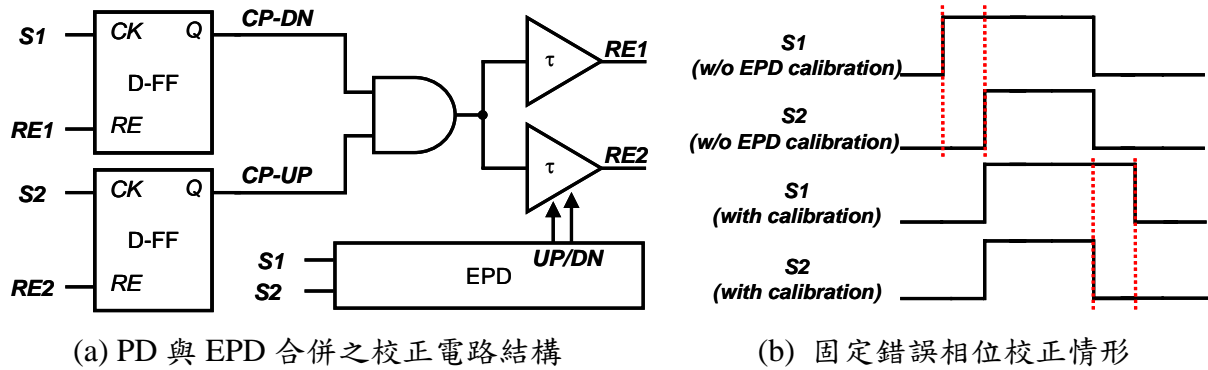 S1
CK
Q
CP-DN
D-FF
RE1
RE
S2
CK
Q
CP-UP
D-FF
RE2
RE
τ
RE1
τ
RE2
S1
S2
EPD
UP/DN
(a) PD 與 EPD 合併之校正電路結構
S1
(w/o EPD calibration)
S2
(w/o EPD calibration)
S1
(with calibration)
S2
(with calibration)
(b) 固定錯誤相位校正情形